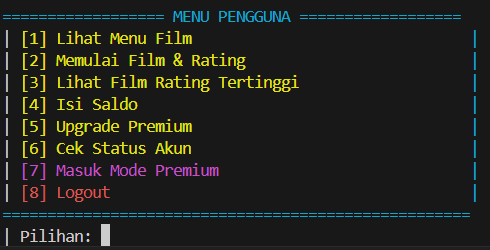 ================== MENU PENGGUNA ==================
| [1] Lihat Menu Film |
| [2] Memulai Film & Rating |
| [3] Lihat Film Rating Tertinggi |
| [4] Isi Saldo |
| [5] Upgrade Premium |
| [6] Cek Status Akun |
| [7] Masuk Mode Premium |
| [8] Logout |
====================================================
| Pilihan: